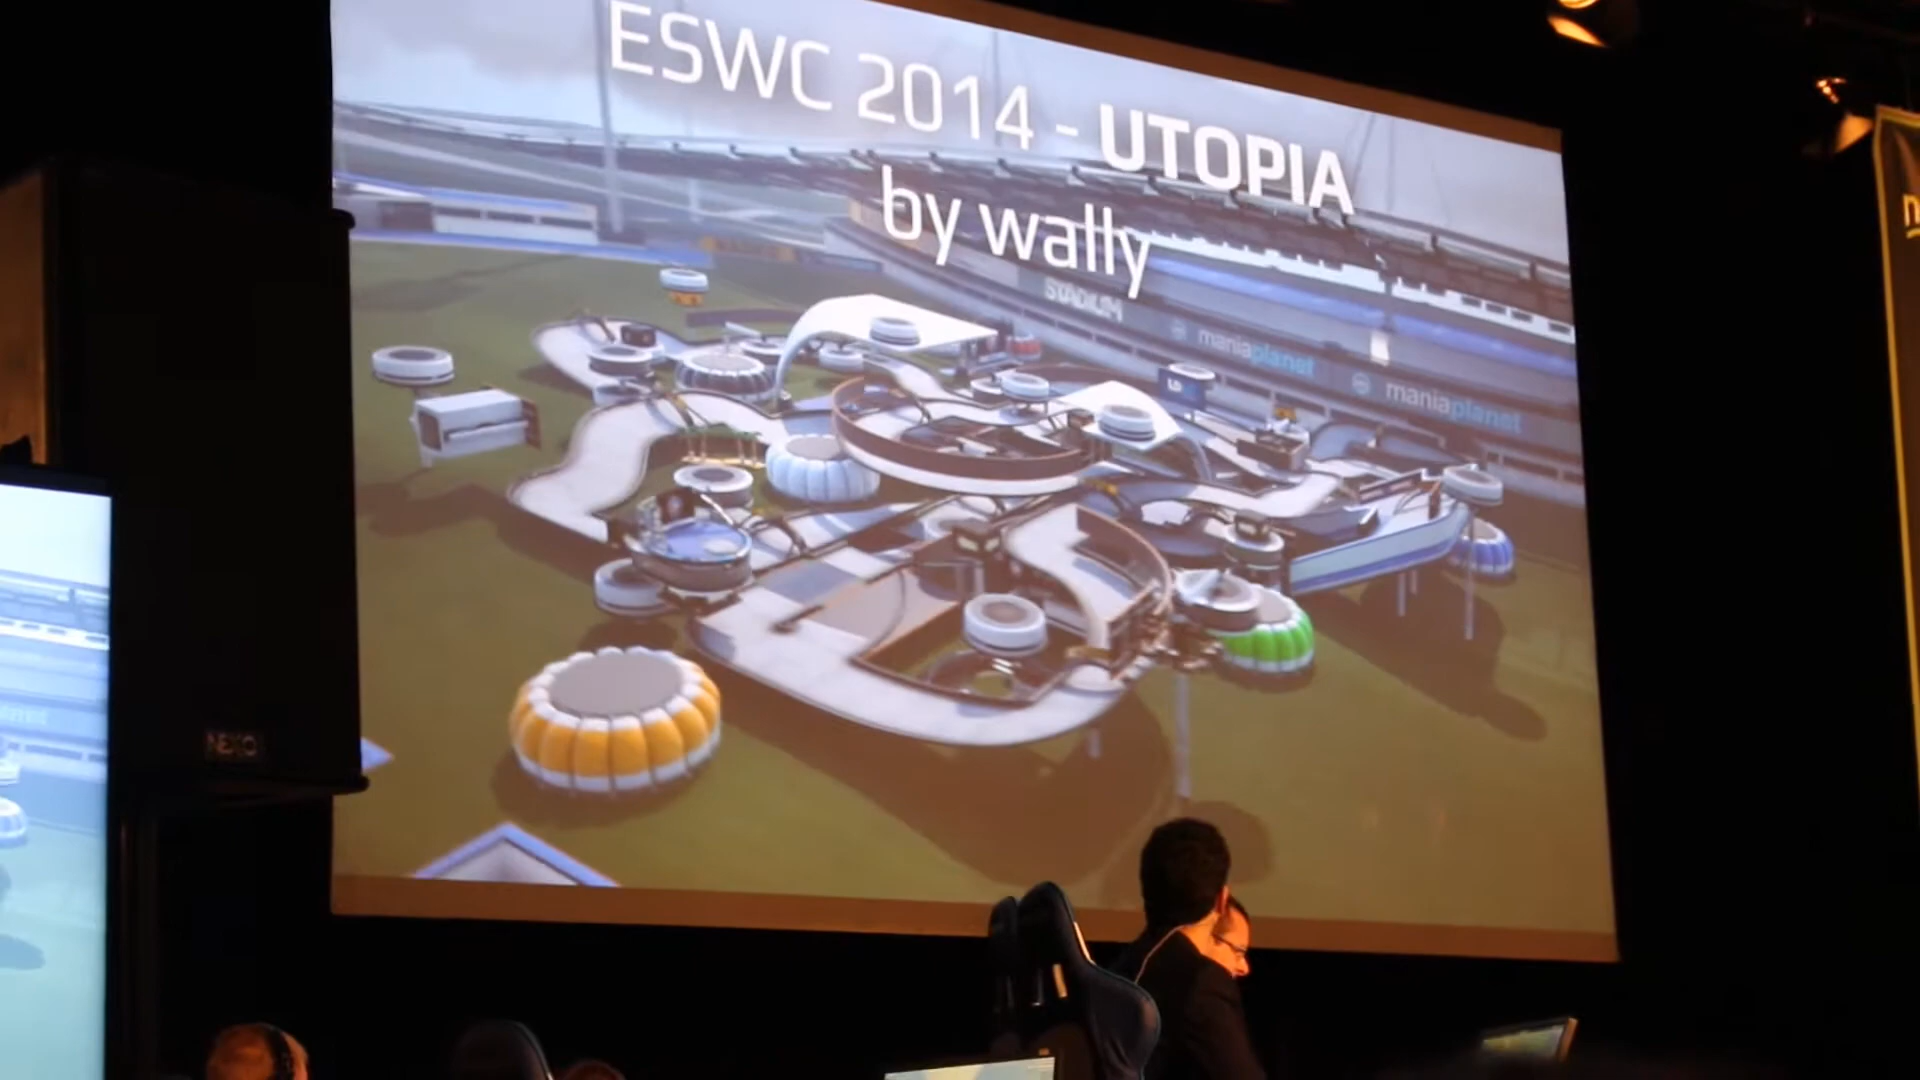 ESWC 2014 - UTOPIA
by wally
STADIUM
maniaplanet
maniaplanet
NEXO
n